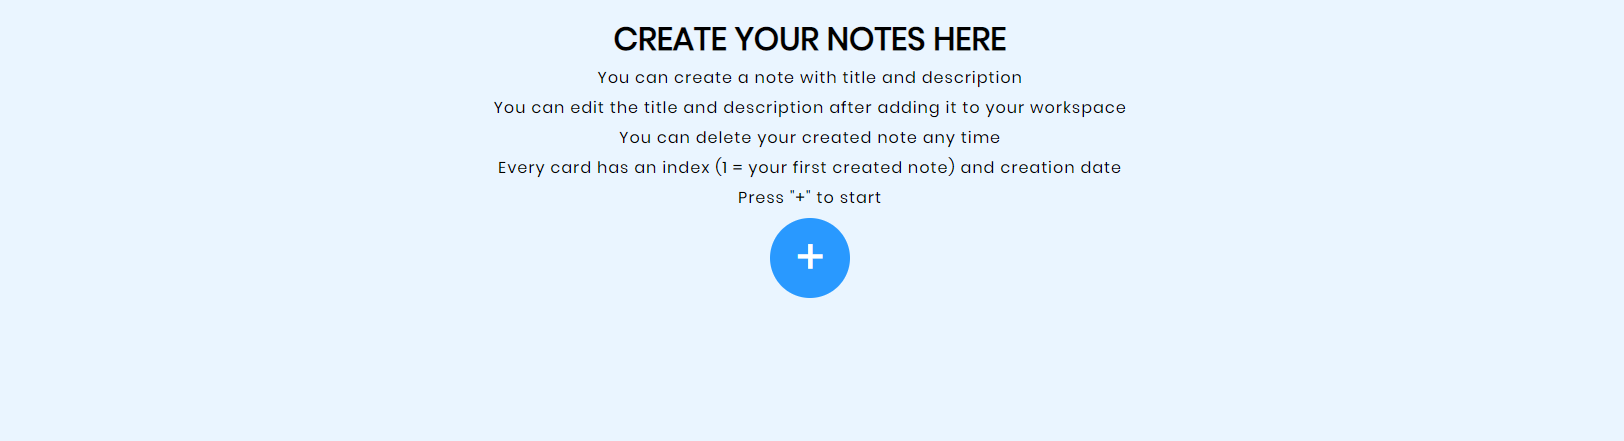 CREATE YOUR NOTES HERE
You can create a note with title and description
You can edit the title and description after adding it to your workspace
You can delete your created note any time
Every card has an index (1 = your first created note) and creation date
Press "+" to start
+